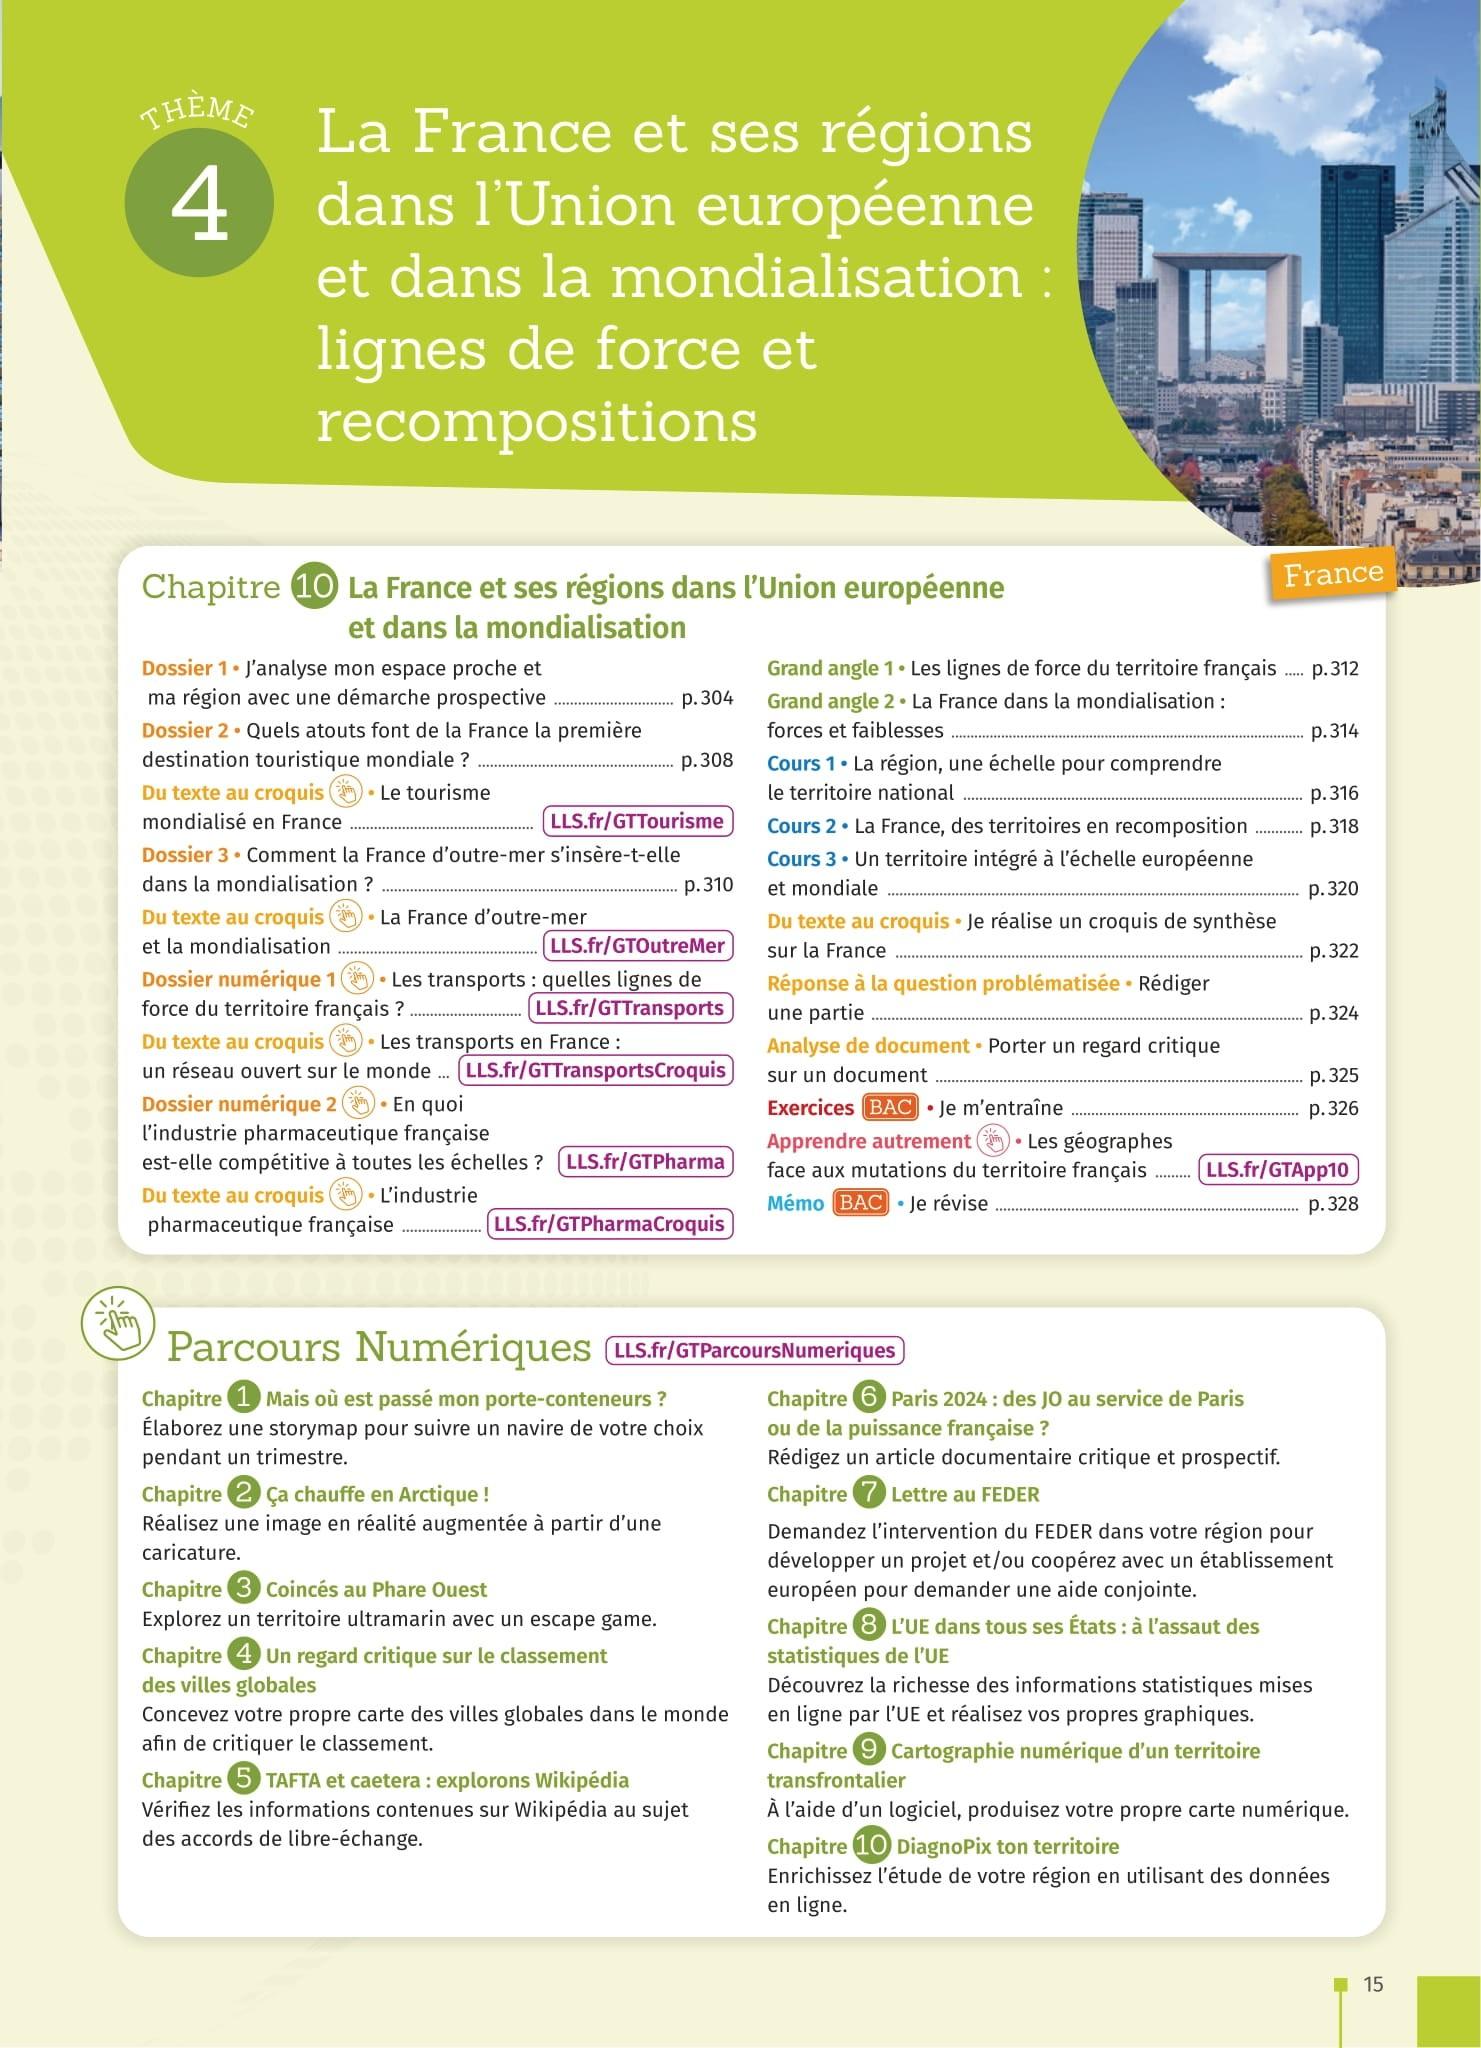 THÈME
4
La France et ses régions
dans l’Union européenne
et dans la mondialisation :
lignes de force et
recompositions
France
Chapitre 10 La France et ses régions dans l’Union européenne
et dans la mondialisation
Dossier 1 • J’analyse mon espace proche et
ma région avec une démarche prospective ............................ p. 304
Dossier 2 • Quels atouts font de la France la première
destination touristique mondiale ? .............................................. p. 308
Du texte au croquis • Le tourisme
mondialisé en France ........................................... LLS.fr/GTTourisme
Dossier 3 • Comment la France d’outre-mer s’insère-t-elle
dans la mondialisation ? ..................................................................... p. 310
Du texte au croquis • La France d’outre-mer
et la mondialisation ............................................... LLS.fr/GTOutreMer
Dossier numérique 1 • Les transports : quelles lignes de
force du territoire français ? .......................... LLS.fr/GTTransports
Du texte au croquis • Les transports en France :
un réseau ouvert sur le monde ... LLS.fr/GTTransportsCroquis
Dossier numérique 2 • En quoi
l’industrie pharmaceutique française
est-elle compétitive à toutes les échelles ? LLS.fr/GTPharma
Du texte au croquis • L’industrie
pharmaceutique française ................... LLS.fr/GTPharmaCroquis
Grand angle 1 • Les lignes de force du territoire français ..... p. 312
Grand angle 2 • La France dans la mondialisation :
forces et faiblesses ................................................................................... p. 314
Cours 1 • La région, une échelle pour comprendre
le territoire national ................................................................................ p. 316
Cours 2 • La France, des territoires en recomposition ........... p. 318
Cours 3 • Un territoire intégré à l’échelle européenne
et mondiale ................................................................................................. p. 320
Du texte au croquis • Je réalise un croquis de synthèse
sur la France ................................................................................................ p. 322
Réponse à la question problématisée • Rédiger
une partie ..................................................................................................... p. 324
Analyse de document • Porter un regard critique
sur un document ...................................................................................... p. 325
Exercices BAC • Je m’entraîne ..................................................... p. 326
Apprendre autrement • Les géographes
face aux mutations du territoire français ........ LLS.fr/GTApp10
Mémo BAC • Je révise ....................................................................... p. 328
Parcours Numériques LLS.fr/GTParcoursNumeriques
Chapitre 1 Mais où est passé mon porte-conteneurs ?
Élaborez une storymap pour suivre un navire de votre choix
pendant un trimestre.
Chapitre 2 Ça chauffe en Arctique !
Réalisez une image en réalité augmentée à partir d’une
caricature.
Chapitre 3 Coincés au Phare Ouest
Explorez un territoire ultramarin avec un escape game.
Chapitre 4 Un regard critique sur le classement
des villes globales
Concevez votre propre carte des villes globales dans le monde
afin de critiquer le classement.
Chapitre 5 TAFTA et caetera : explorons Wikipédia
Vérifiez les informations contenues sur Wikipédia au sujet
des accords de libre-échange.
Chapitre 6 Paris 2024 : des JO au service de Paris
ou de la puissance française ?
Rédigez un article documentaire critique et prospectif.
Chapitre 7 Lettre au FEDER
Demandez l’intervention du FEDER dans votre région pour
développer un projet et/ou coopérez avec un établissement
européen pour demander une aide conjointe.
Chapitre 8 L’UE dans tous ses États : à l’assaut des
statistiques de l’UE
Découvrez la richesse des informations statistiques mises
en ligne par l’UE et réalisez vos propres graphiques.
Chapitre 9 Cartographie numérique d’un territoire
transfrontalier
À l’aide d’un logiciel, produisez votre propre carte numérique.
Chapitre 10 DiagnoPix ton territoire
Enrichissez l’étude de votre région en utilisant des données
en ligne.
15